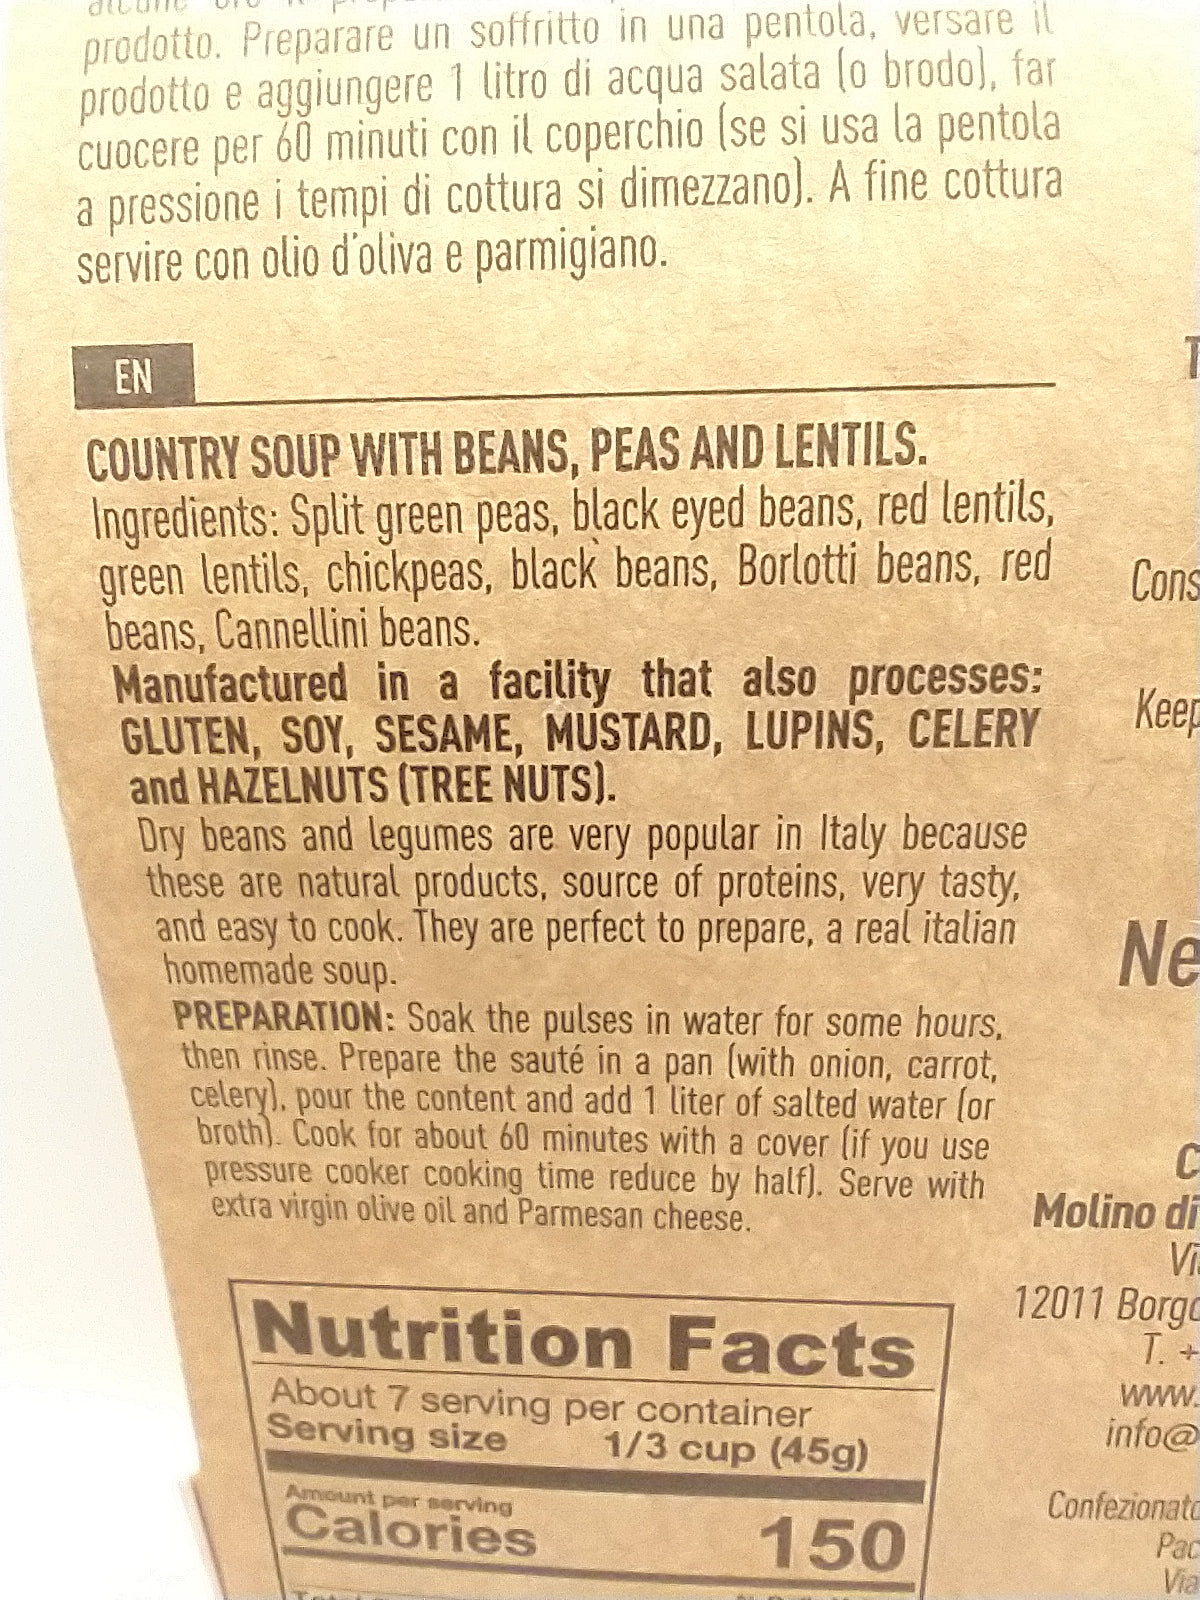 prodotto. Preparare un soffritto in una pentola, versare il
prodotto e aggiungere 1 litro di acqua salata (o brodo), far
cuocere per 60 minuti con il coperchio (se si usa la pentola
a pressione i tempi di cottura si dimezzano). A fine cottura
servire con olio d'oliva e parmigiano.
EN
COUNTRY SOUP WITH BEANS, PEAS AND LENTILS.
Ingredients: Split green peas, black eyed beans, red lentils,
green lentils, chickpeas, black beans, Borlotti beans, red
beans, Cannellini beans.
Manufactured in a facility that also processes:
GLUTEN, SOY, SESAME, MUSTARD, LUPINS, CELERY
and HAZELNUTS (TREE NUTS).
Dry beans and legumes are very popular in Italy because
these are natural products, source of proteins, very tasty,
and easy to cook. They are perfect to prepare, a real italian
homemade soup.
PREPARATION: Soak the pulses in water for some hours,
then rinse. Prepare the sauté in a pan (with onion, carrot,
celery), pour the content and add 1 liter of salted water (or
broth). Cook for about 60 minutes with a cover (if you use
pressure cooker cooking time reduce by half). Serve with
extra virgin olive oil and Parmesan cheese.
Nutrition Facts
About 7 serving per container
Serving size 1/3 cup (45g)
Amount per serving
Calories 150
Cons
Keep
Ne
C
Molino di
12011 Borgo
T. +
www.
info@
Confezionato
Pac
Via